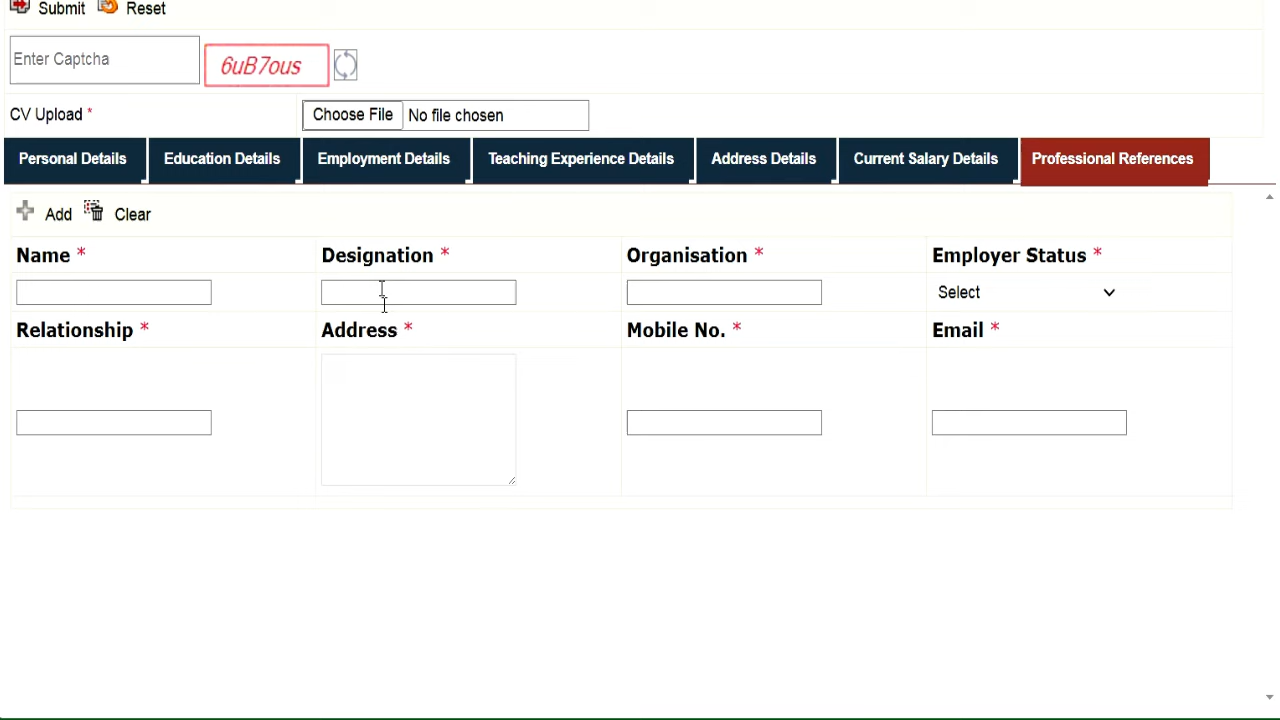 Submit Reset
Enter Captcha 6uB7ous
CV Upload * Choose File No file chosen
Personal Details Education Details Employment Details Teaching Experience Details Address Details Current Salary Details Professional References
Add Clear
Name * Designation * Organisation * Employer Status *
Select
Relationship * Address * Mobile No. * Email *